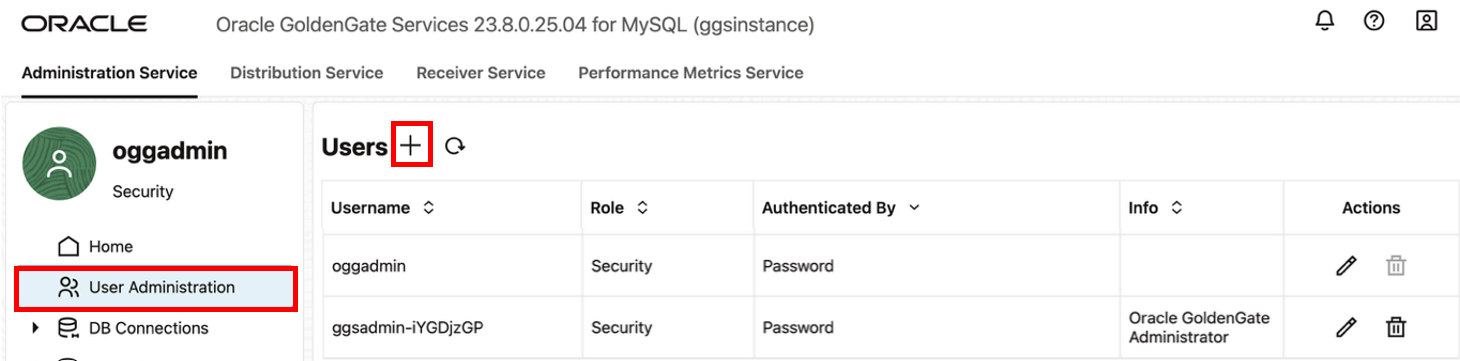 ORACLE Oracle GoldenGate Services 23.8.0.25.04 for MySQL (ggsinstance)
Administration Service Distribution Service Receiver Service Performance Metrics Service
oggadmin
Security
Home
User Administration
DB Connections
Users
Username Role Authenticated By Info Actions
oggadmin Security Password
ggsadmin-iYGDjzGP Security Password Oracle GoldenGate
Administrator